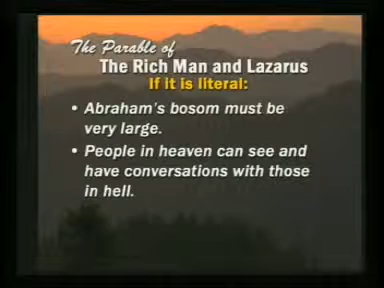 The Parable of
The Rich Man and Lazarus
If it is literal:
• Abraham's bosom must be
very large.
• People in heaven can see and
have conversations with those
in hell.